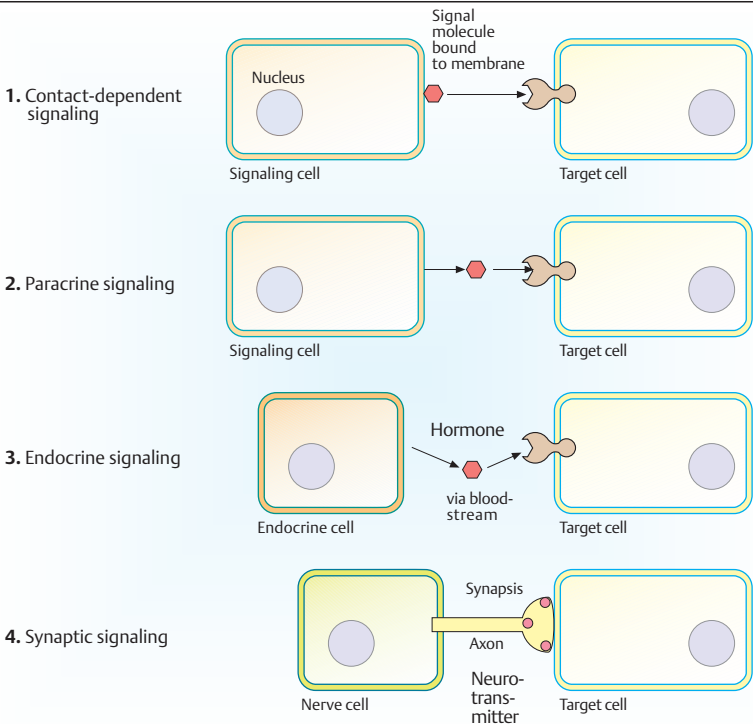 Signal
molecule
bound
to membrane
Nucleus
1. Contact-dependent
signaling
Signaling cell
Target cell
2. Paracrine signaling
Signaling cell
Target cell
Hormone
3. Endocrine signaling
via blood-
stream
Endocrine cell
Target cell
Synapsis
4. Synaptic signaling
Axon
Neuro-
trans-
mitter
Nerve cell
Target cell